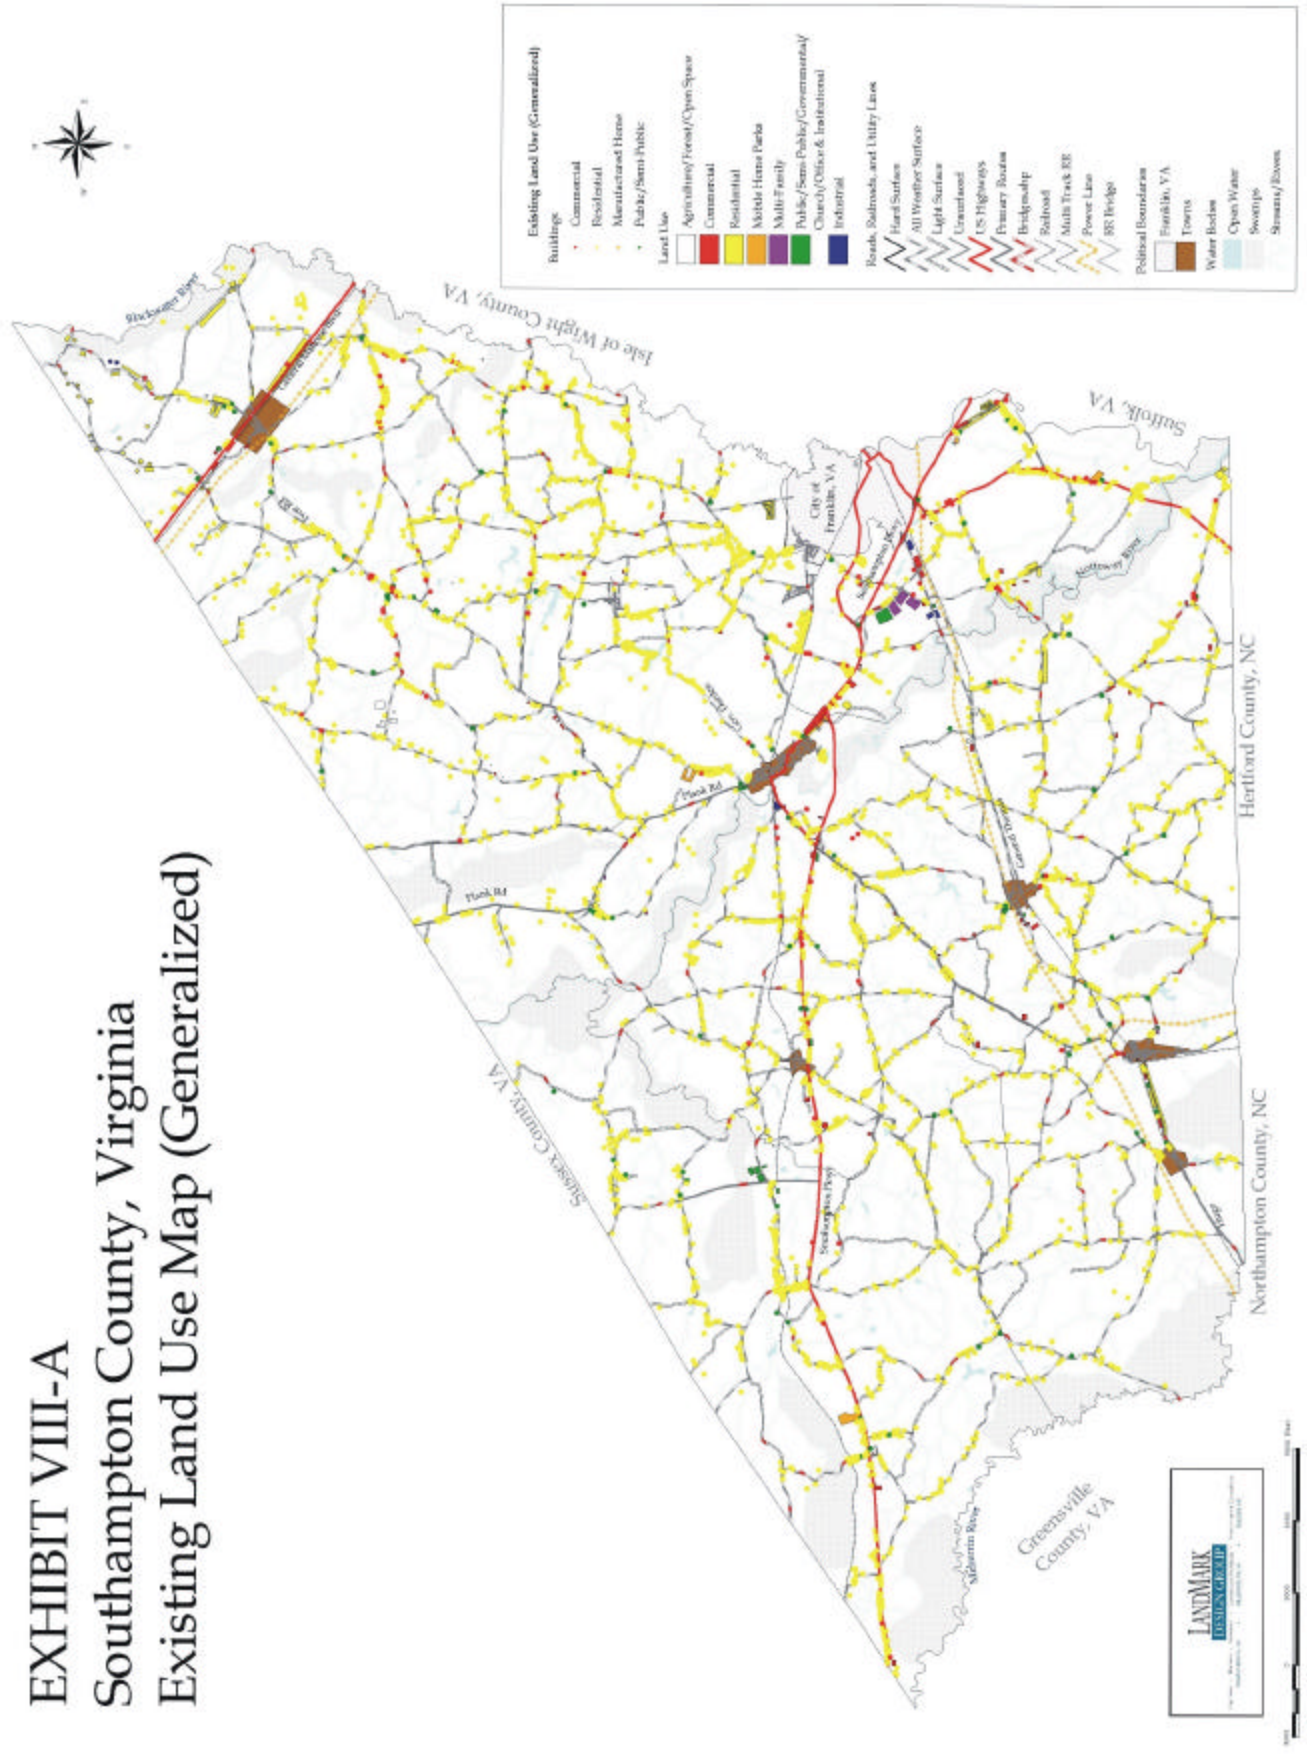 EXHIBIT VIII-A
Southampton County, Virginia
Existing Land Use Map (Generalized)
Existing Land Use (Generalized)
Buildings
Commercial
Residential
Manufactured Home
Public/Semi-Public
Land Use
Agriculture/Forest/Open Space
Commercial
Residential
Mobile Home Parks
Multi-Family
Public/Semi-Public/Governmental/
Church/Office & Institutional
Industrial
Roads, Railroads, and Utility Lines
Hard Surface
All Weather Surface
Light Surface
Unsurfaced
US Highways
Primary Routes
Bridges
Railroad
Multi Track RR
Power Line
RR Bridge
Political Boundaries
Franklin, VA
Towns
Water Bodies
Open Water
Swamps
Streams/Rivers
Blackwater River
Isle of Wight County, VA
City of
Franklin, VA
Suffolk, VA
Nottoway River
Plank Rd
Plank Rd
Sussex County, VA
Southampton Pkwy
Southampton Pkwy
Hertford County, NC
Northampton County, NC
Meherrin River
Greensville
County, VA
LANDMARK
DESIGN GROUP